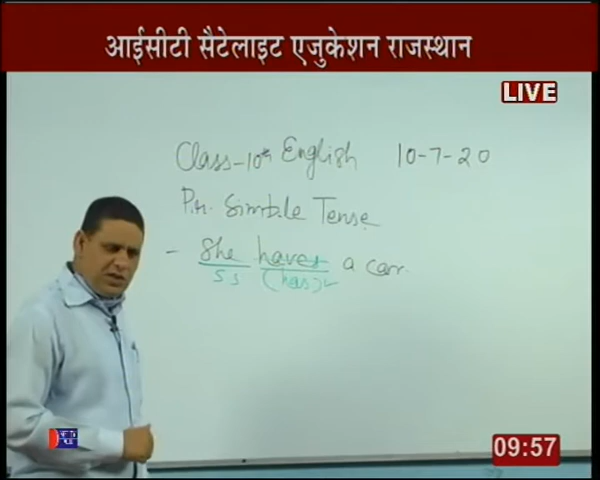 आईसीटी सैटेलाइट एजुकेशन राजस्थान
LIVE
Class-10th English 10-7-20
Pr. Simple Tense
- She haves a car.
S S (has)
09:57